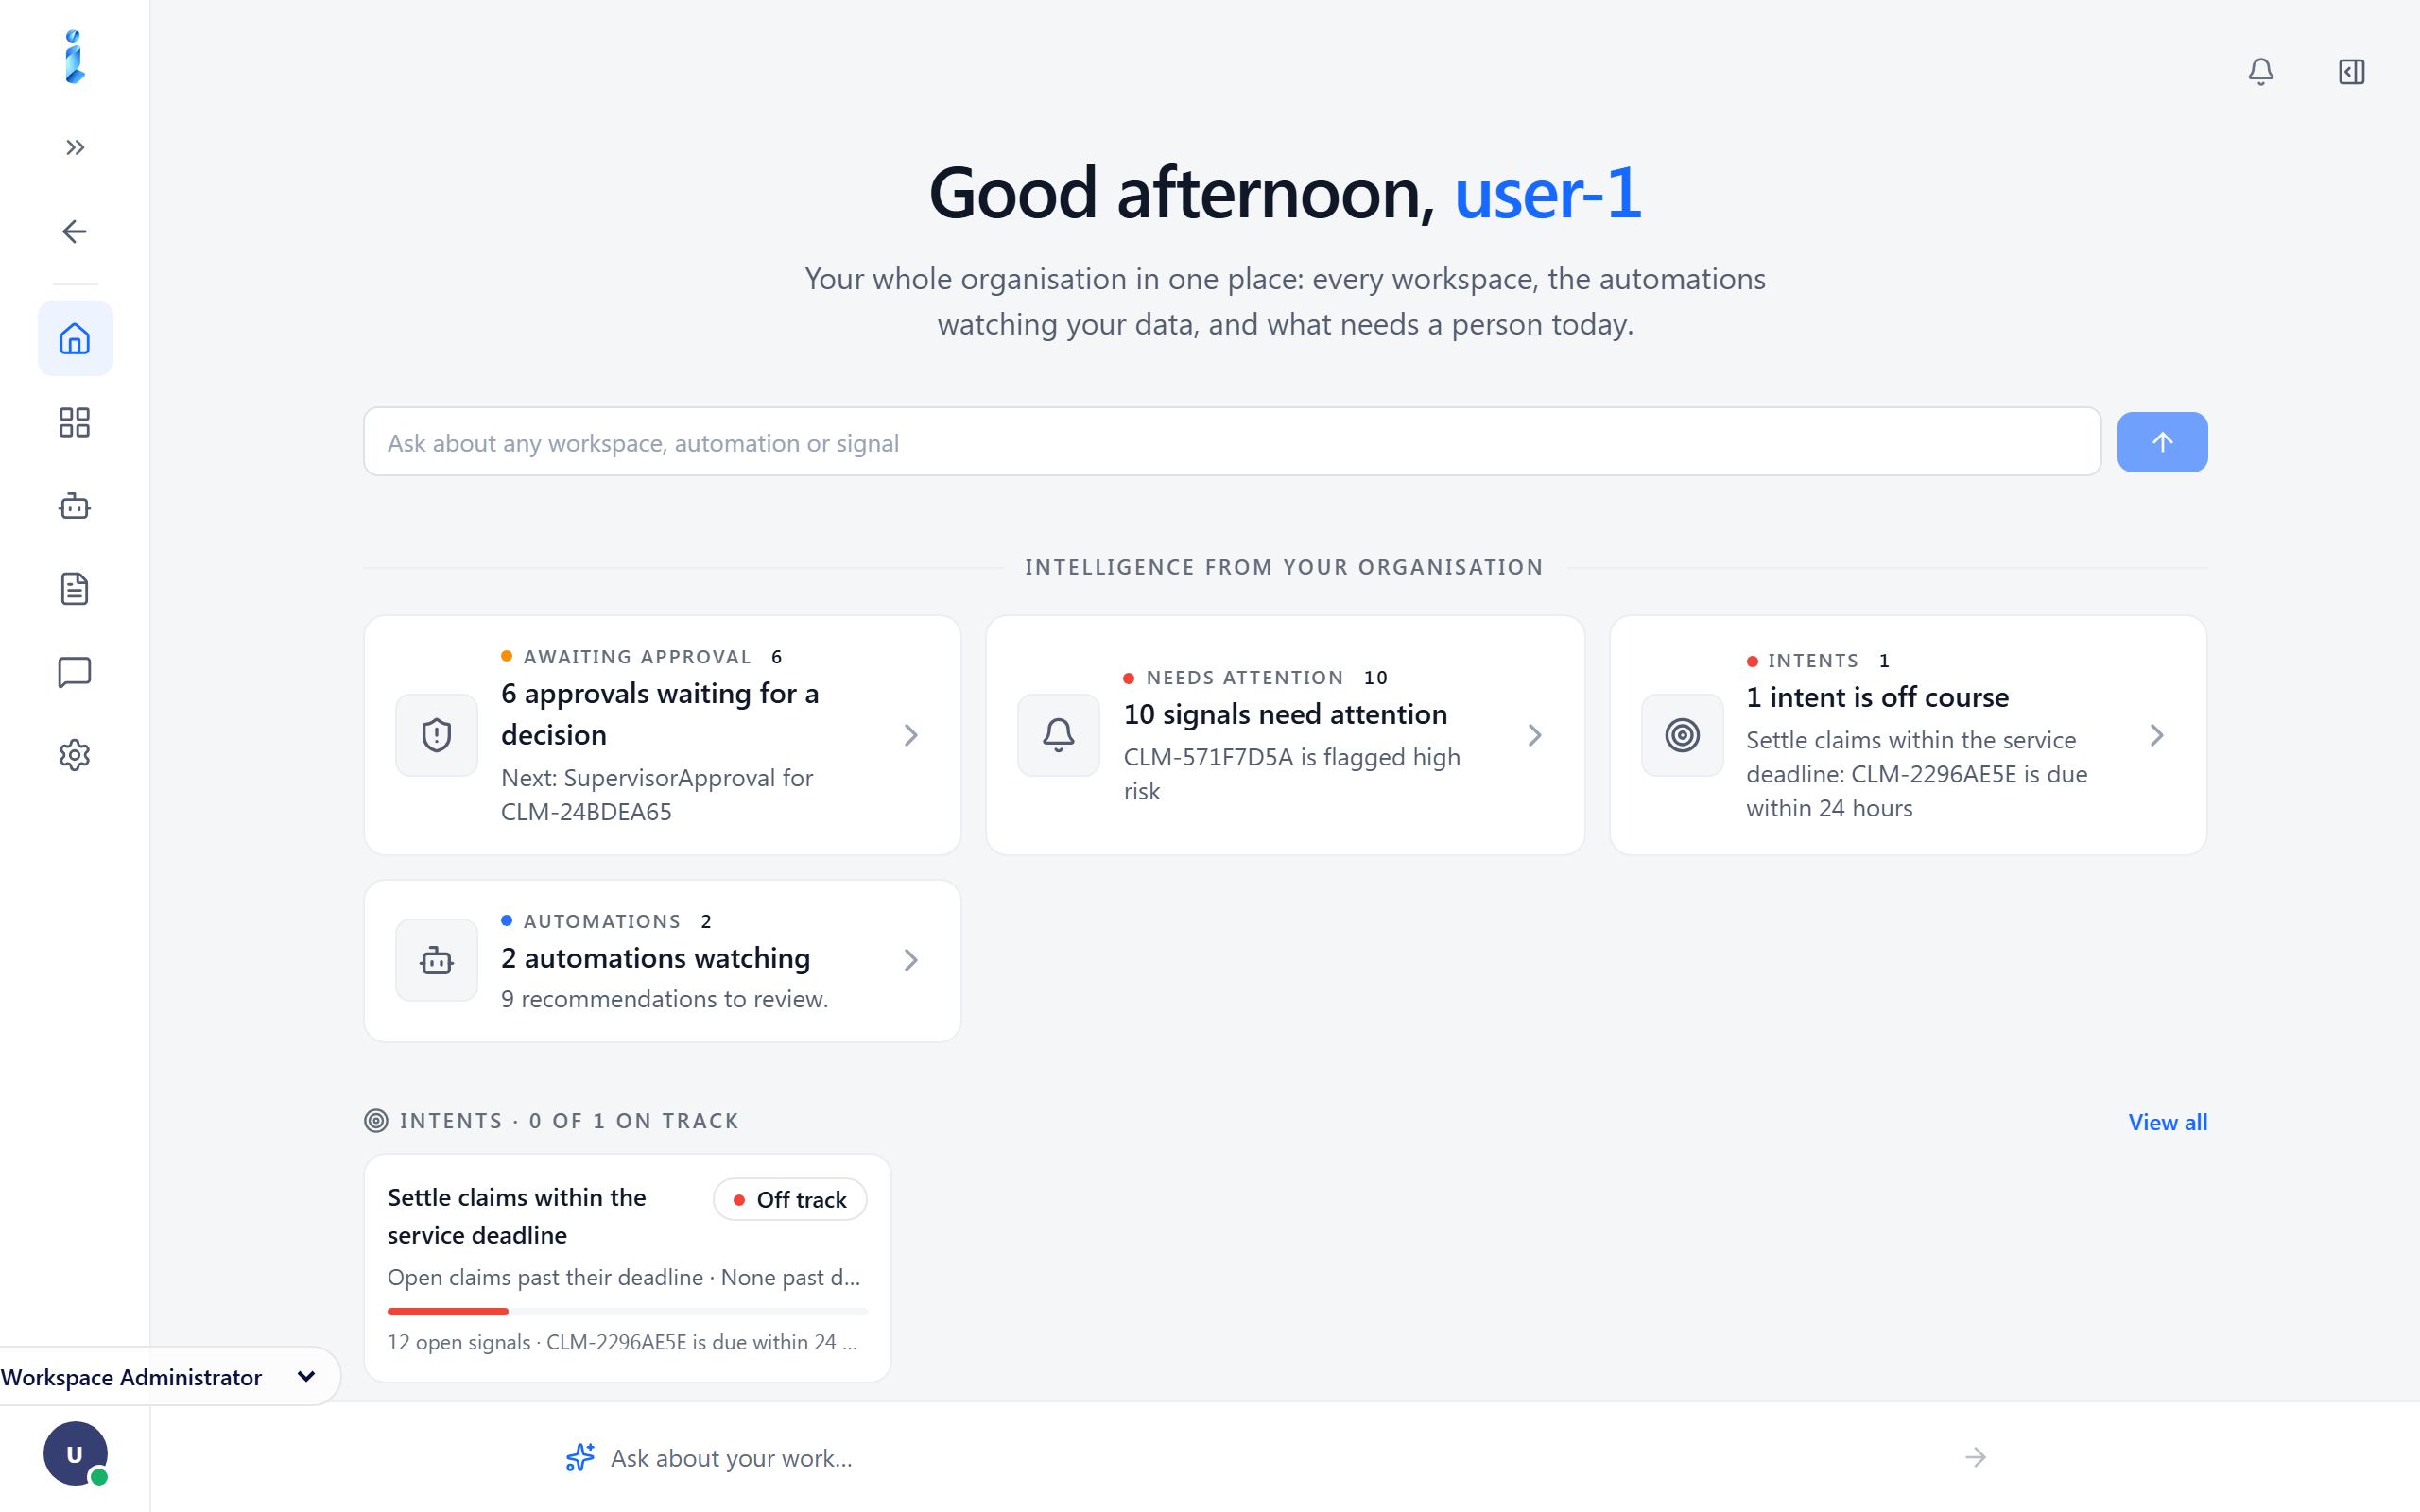 Good afternoon, user-1
Your whole organisation in one place: every workspace, the automations
watching your data, and what needs a person today.
Ask about any workspace, automation or signal
INTELLIGENCE FROM YOUR ORGANISATION
AWAITING APPROVAL 6
6 approvals waiting for a
decision
Next: SupervisorApproval for
CLM-24BDEA65
NEEDS ATTENTION 10
10 signals need attention
CLM-571F7D5A is flagged high
risk
INTENTS 1
1 intent is off course
Settle claims within the service
deadline: CLM-2296AE5E is due
within 24 hours
AUTOMATIONS 2
2 automations watching
9 recommendations to review.
INTENTS · 0 OF 1 ON TRACK
View all
Settle claims within the
service deadline
Off track
Open claims past their deadline · None past d...
12 open signals · CLM-2296AE5E is due within 24 ...
Workspace Administrator
U
Ask about your work...